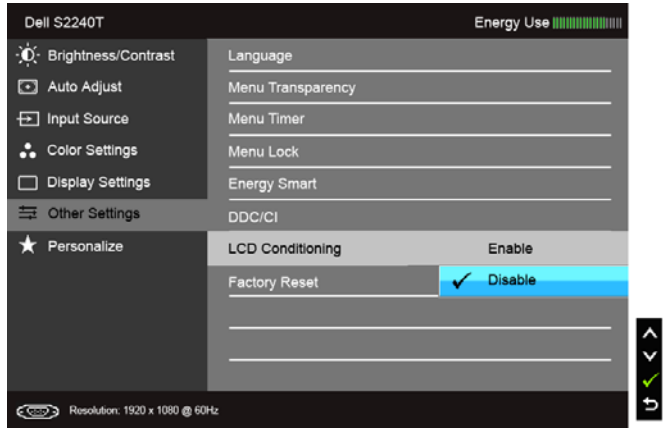 Dell S2240T
Energy Use
Brightness/Contrast
Auto Adjust
Input Source
Color Settings
Display Settings
Other Settings
Personalize
Language
Menu Transparency
Menu Timer
Menu Lock
Energy Smart
DDC/CI
LCD Conditioning
Enable
Factory Reset
Disable
Resolution: 1920 x 1080 @ 60Hz